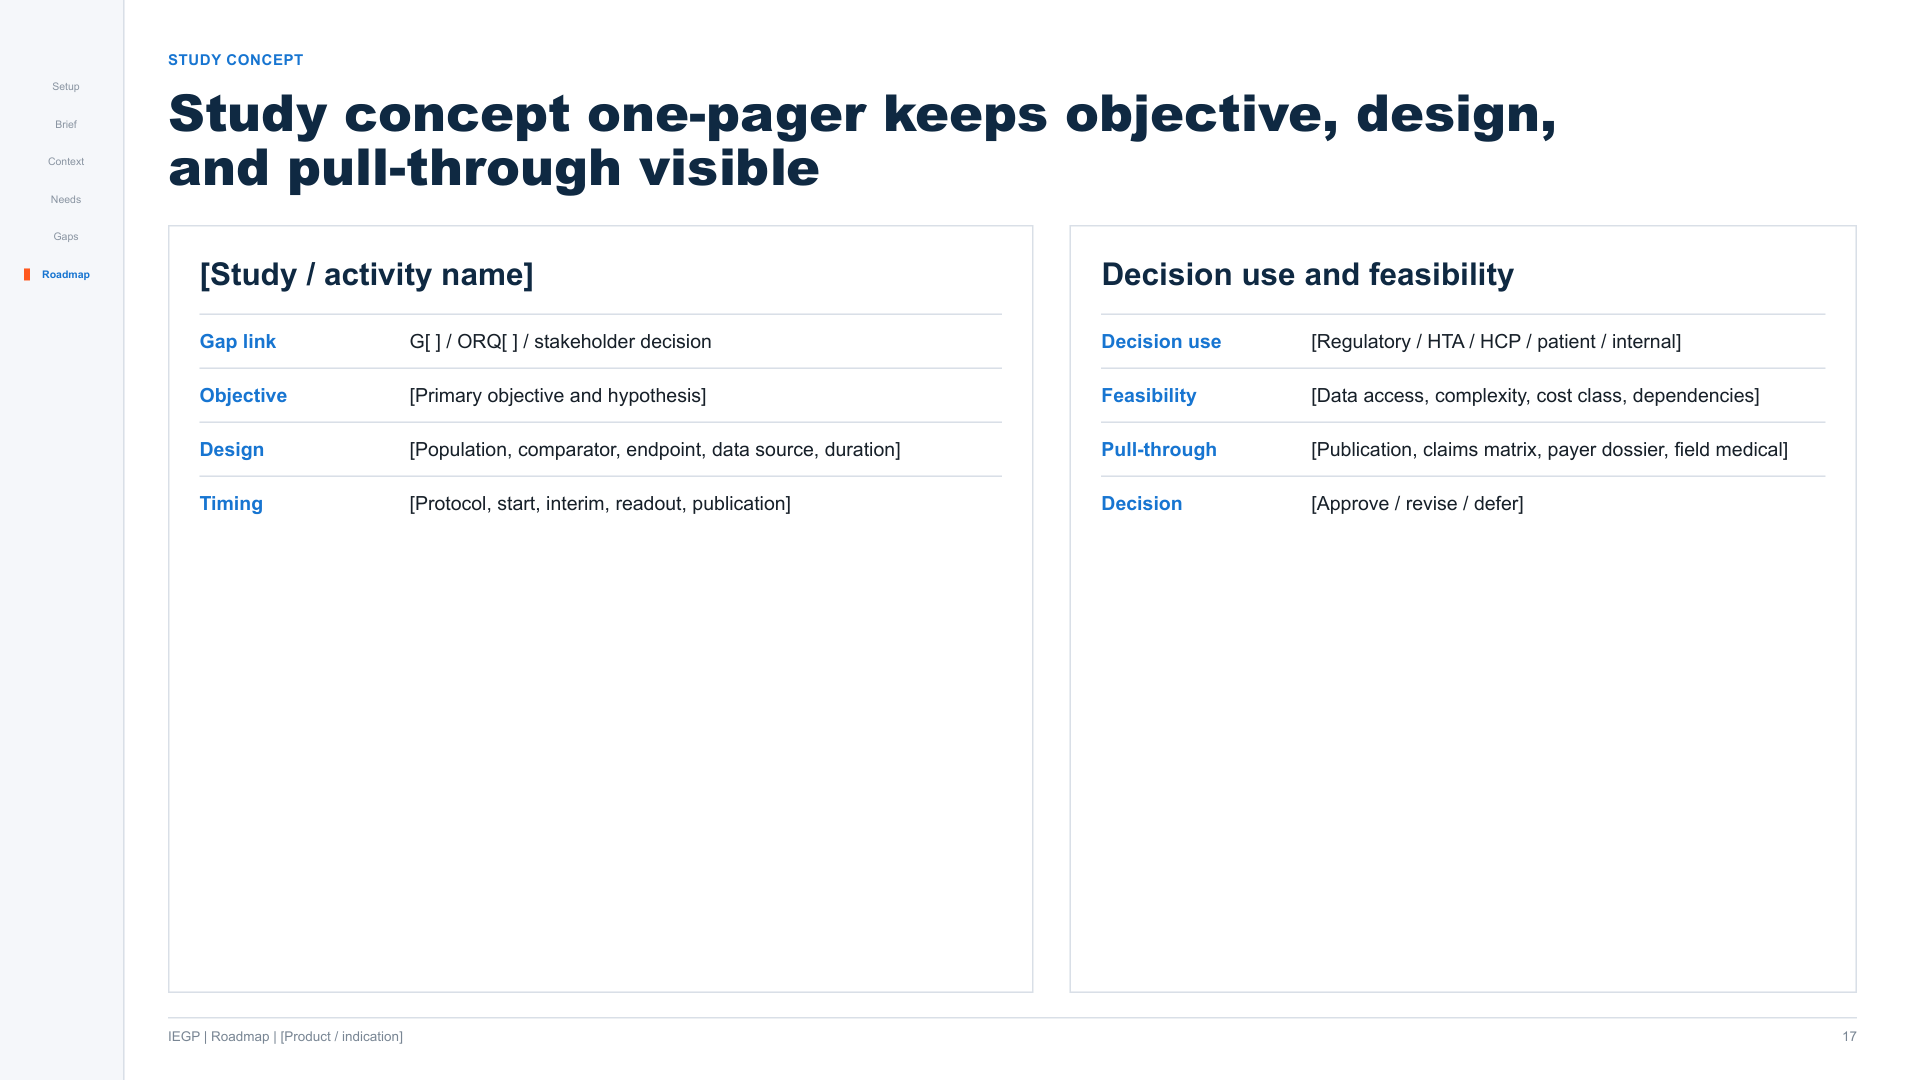 Setup
Brief
Context
Needs
Gaps
Roadmap
STUDY CONCEPT
Study concept one-pager keeps objective, design,
and pull-through visible
[Study / activity name]
Gap link G[ ] / ORQ[ ] / stakeholder decision
Objective [Primary objective and hypothesis]
Design [Population, comparator, endpoint, data source, duration]
Timing [Protocol, start, interim, readout, publication]
Decision use and feasibility
Decision use [Regulatory / HTA / HCP / patient / internal]
Feasibility [Data access, complexity, cost class, dependencies]
Pull-through [Publication, claims matrix, payer dossier, field medical]
Decision [Approve / revise / defer]
IEGP | Roadmap | [Product / indication] 17